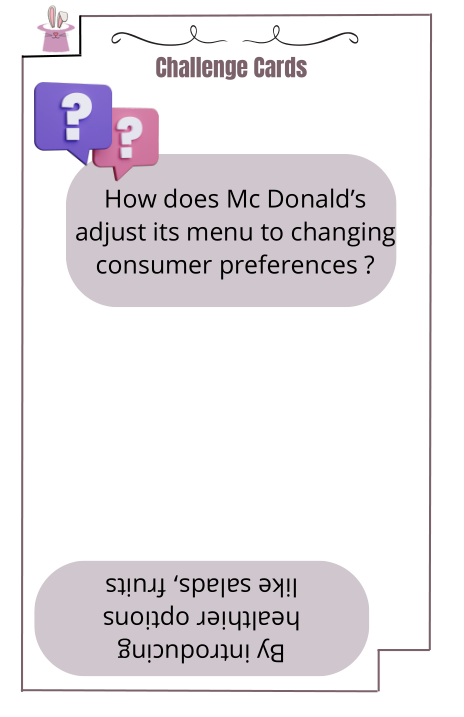 Challenge Cards
?
?
How does Mc Donald’s
adjust its menu to changing
consumer preferences ?
By introducing
healthier options
like salads, fruits